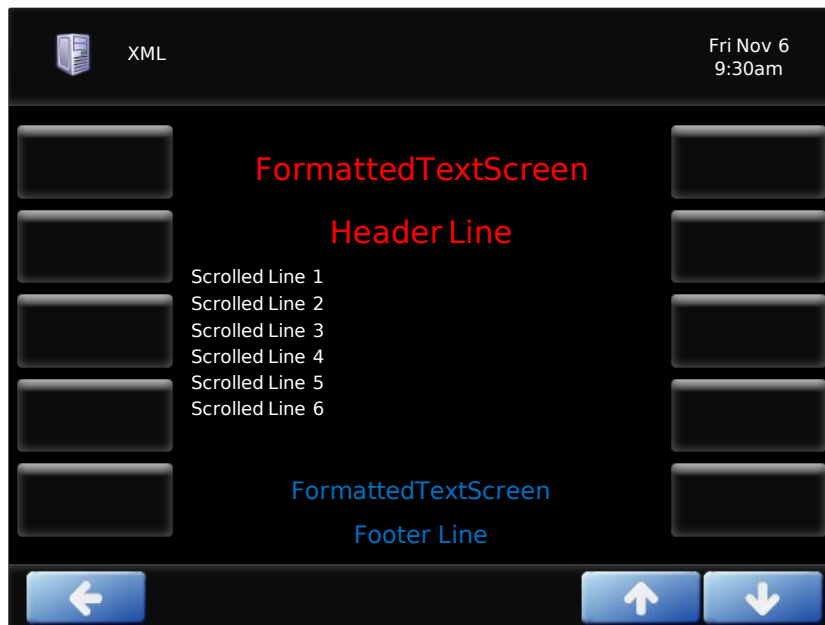 XML
Fri Nov 6
9:30am
FormattedTextScreen
Header Line
Scrolled Line 1
Scrolled Line 2
Scrolled Line 3
Scrolled Line 4
Scrolled Line 5
Scrolled Line 6
FormattedTextScreen
Footer Line